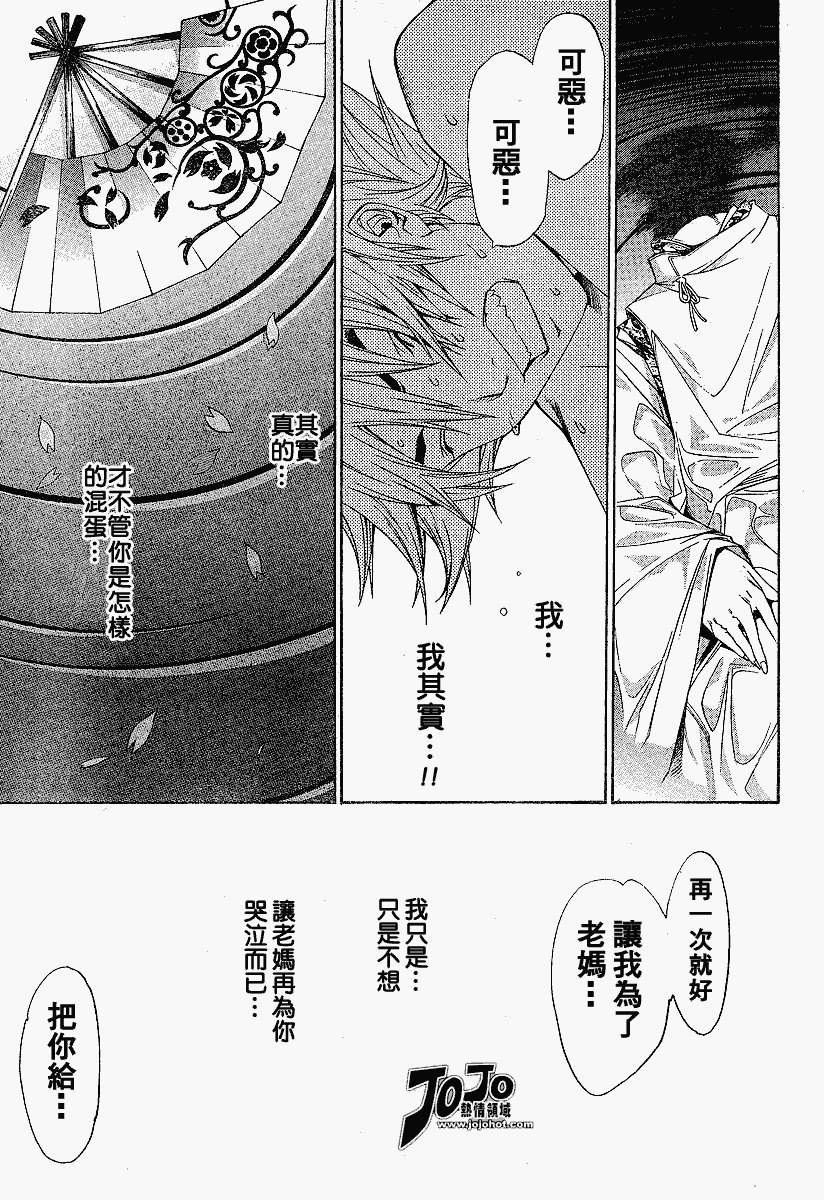 可惡…
可惡…
我…
我其實…!!
其實
真的…
才不管你是怎樣
的混蛋…
再一次就好
讓我為了
老媽…
我只是…
只是不想
讓老媽再為你
哭泣而已…
把你給…
JOJO
熱情領域
www.jojohot.com